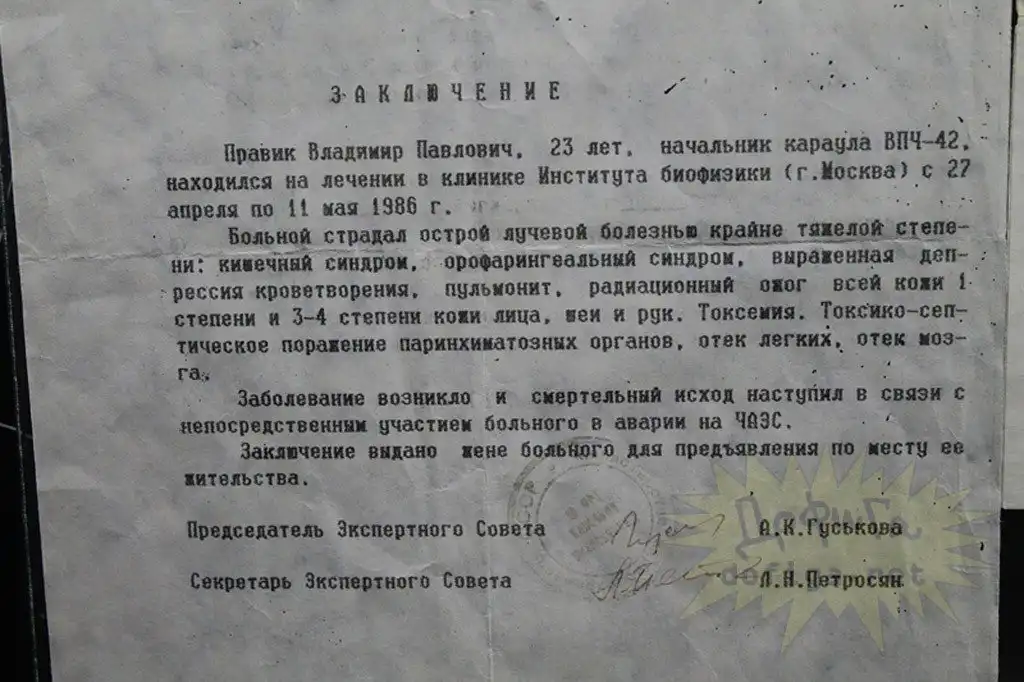 ЗАКЛЮЧЕНИЕ
Правик Владимир Павлович, 23 лет, начальник караула ВПЧ-42,
находился на лечении в клинике Института биофизики (г.Москва) с 27
апреля по 11 мая 1986 г.
Больной страдал острой лучевой болезнью крайне тяжелой степе-
ни: кишечный синдром, орофарингеальный синдром, выраженная деп-
рессия кроветворения, пульмонит, радиационный ожог всей кожи 1
степени и 3-4 степени кожи лица, шеи и рук. Токсемия. Токсико-сеп-
тическое поражение паринхиматозных органов, отек легких, отек моз-
га.
Заболевание возникло и смертельный исход наступил в связи с
непосредственным участием больного в аварии на ЧАЭС.
Заключение выдано жене больного для предъявления по месту ее
жительства.
Председатель Экспертного Совета А.К.Гуськова
Секретарь Экспертного Совета Л.Н.Петросян
ДоФиГа.
dofiga.net